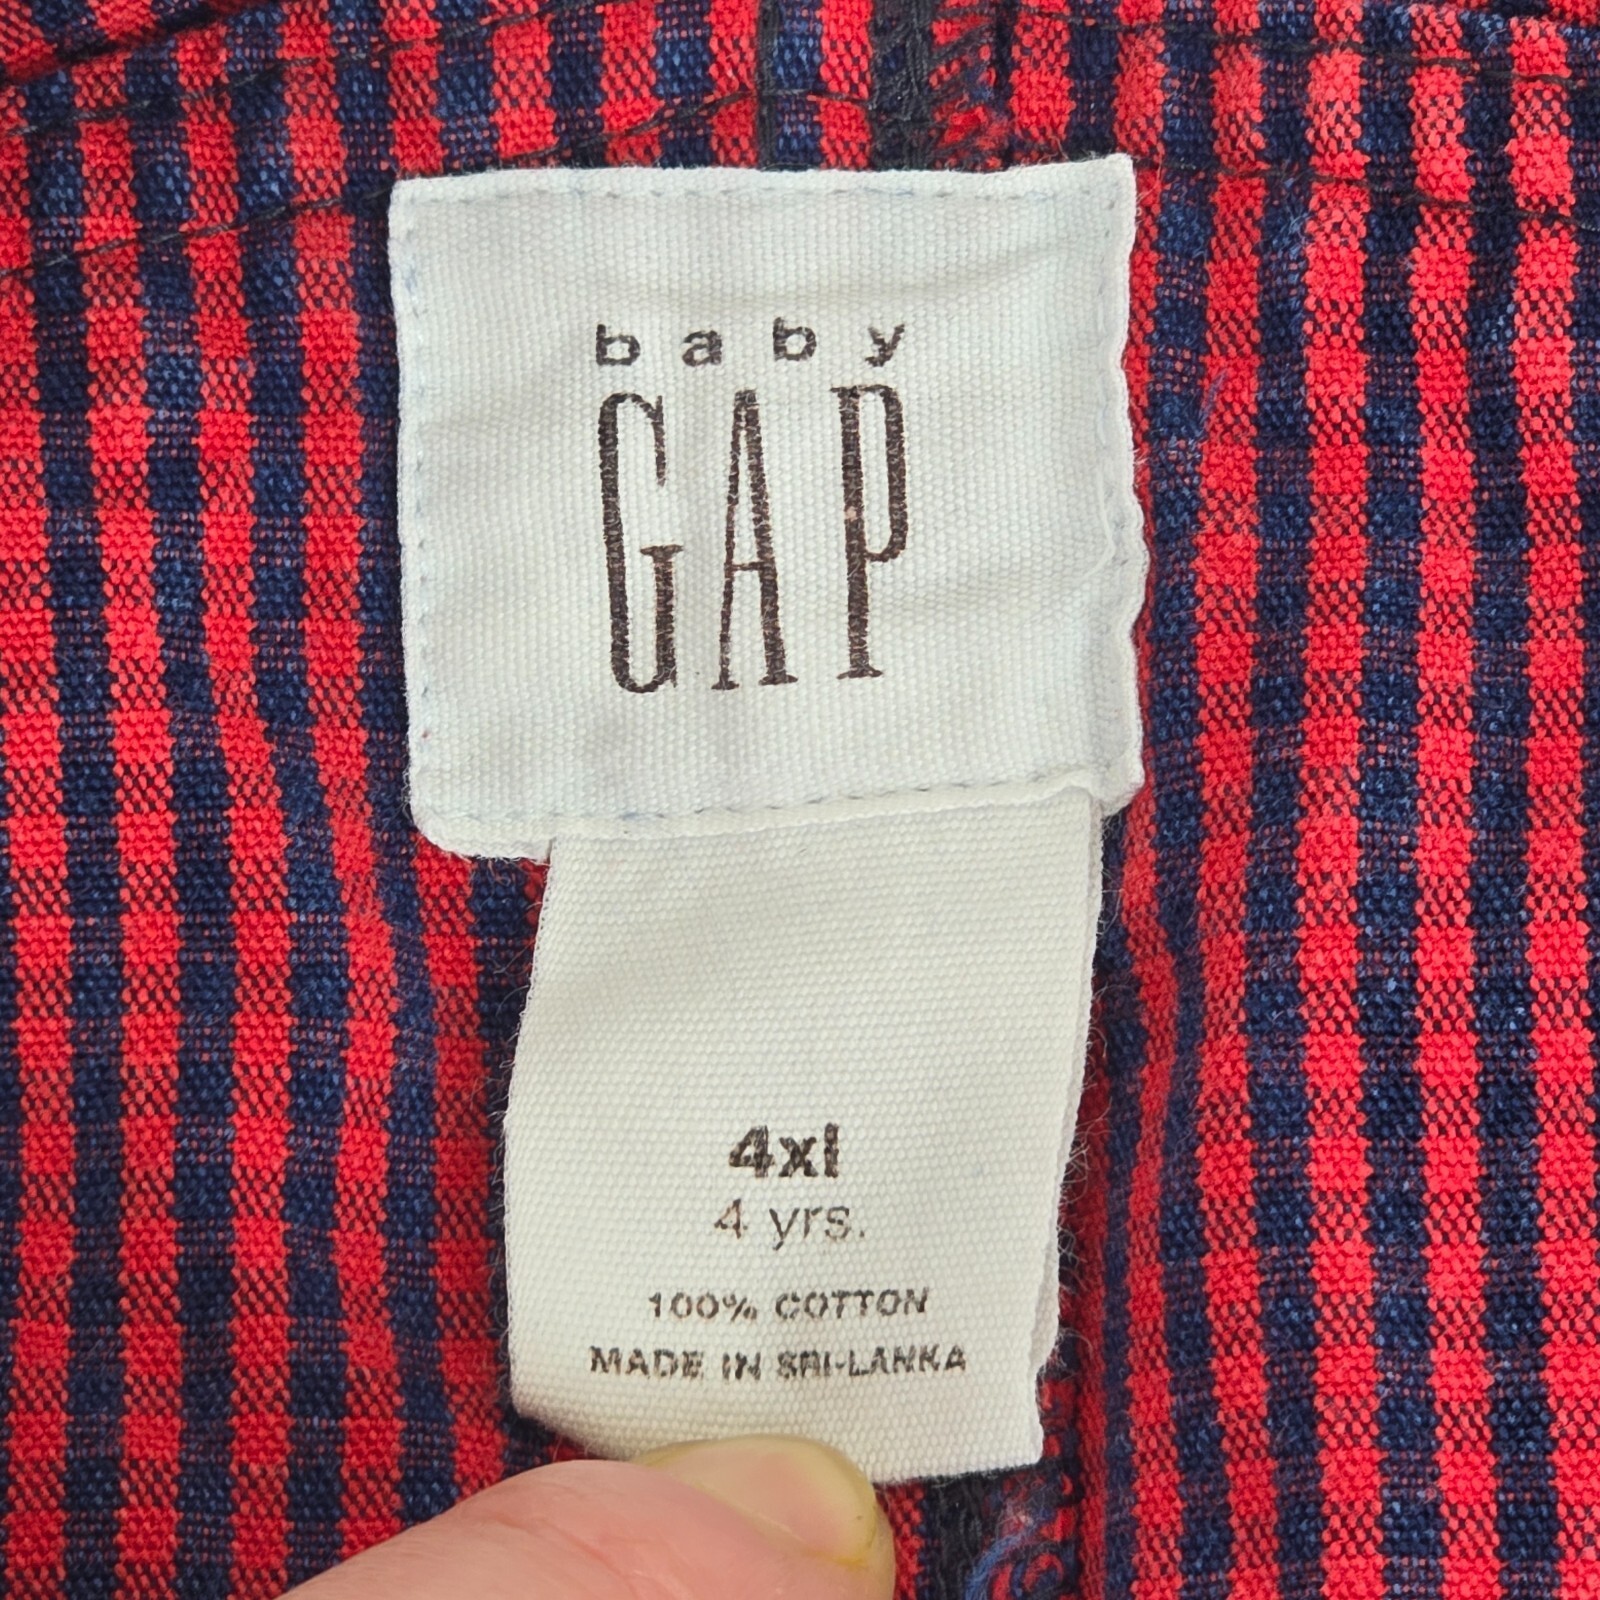 baby
GAP
4xl
4 yrs.
100% COTTON
MADE IN SRI-LANKA